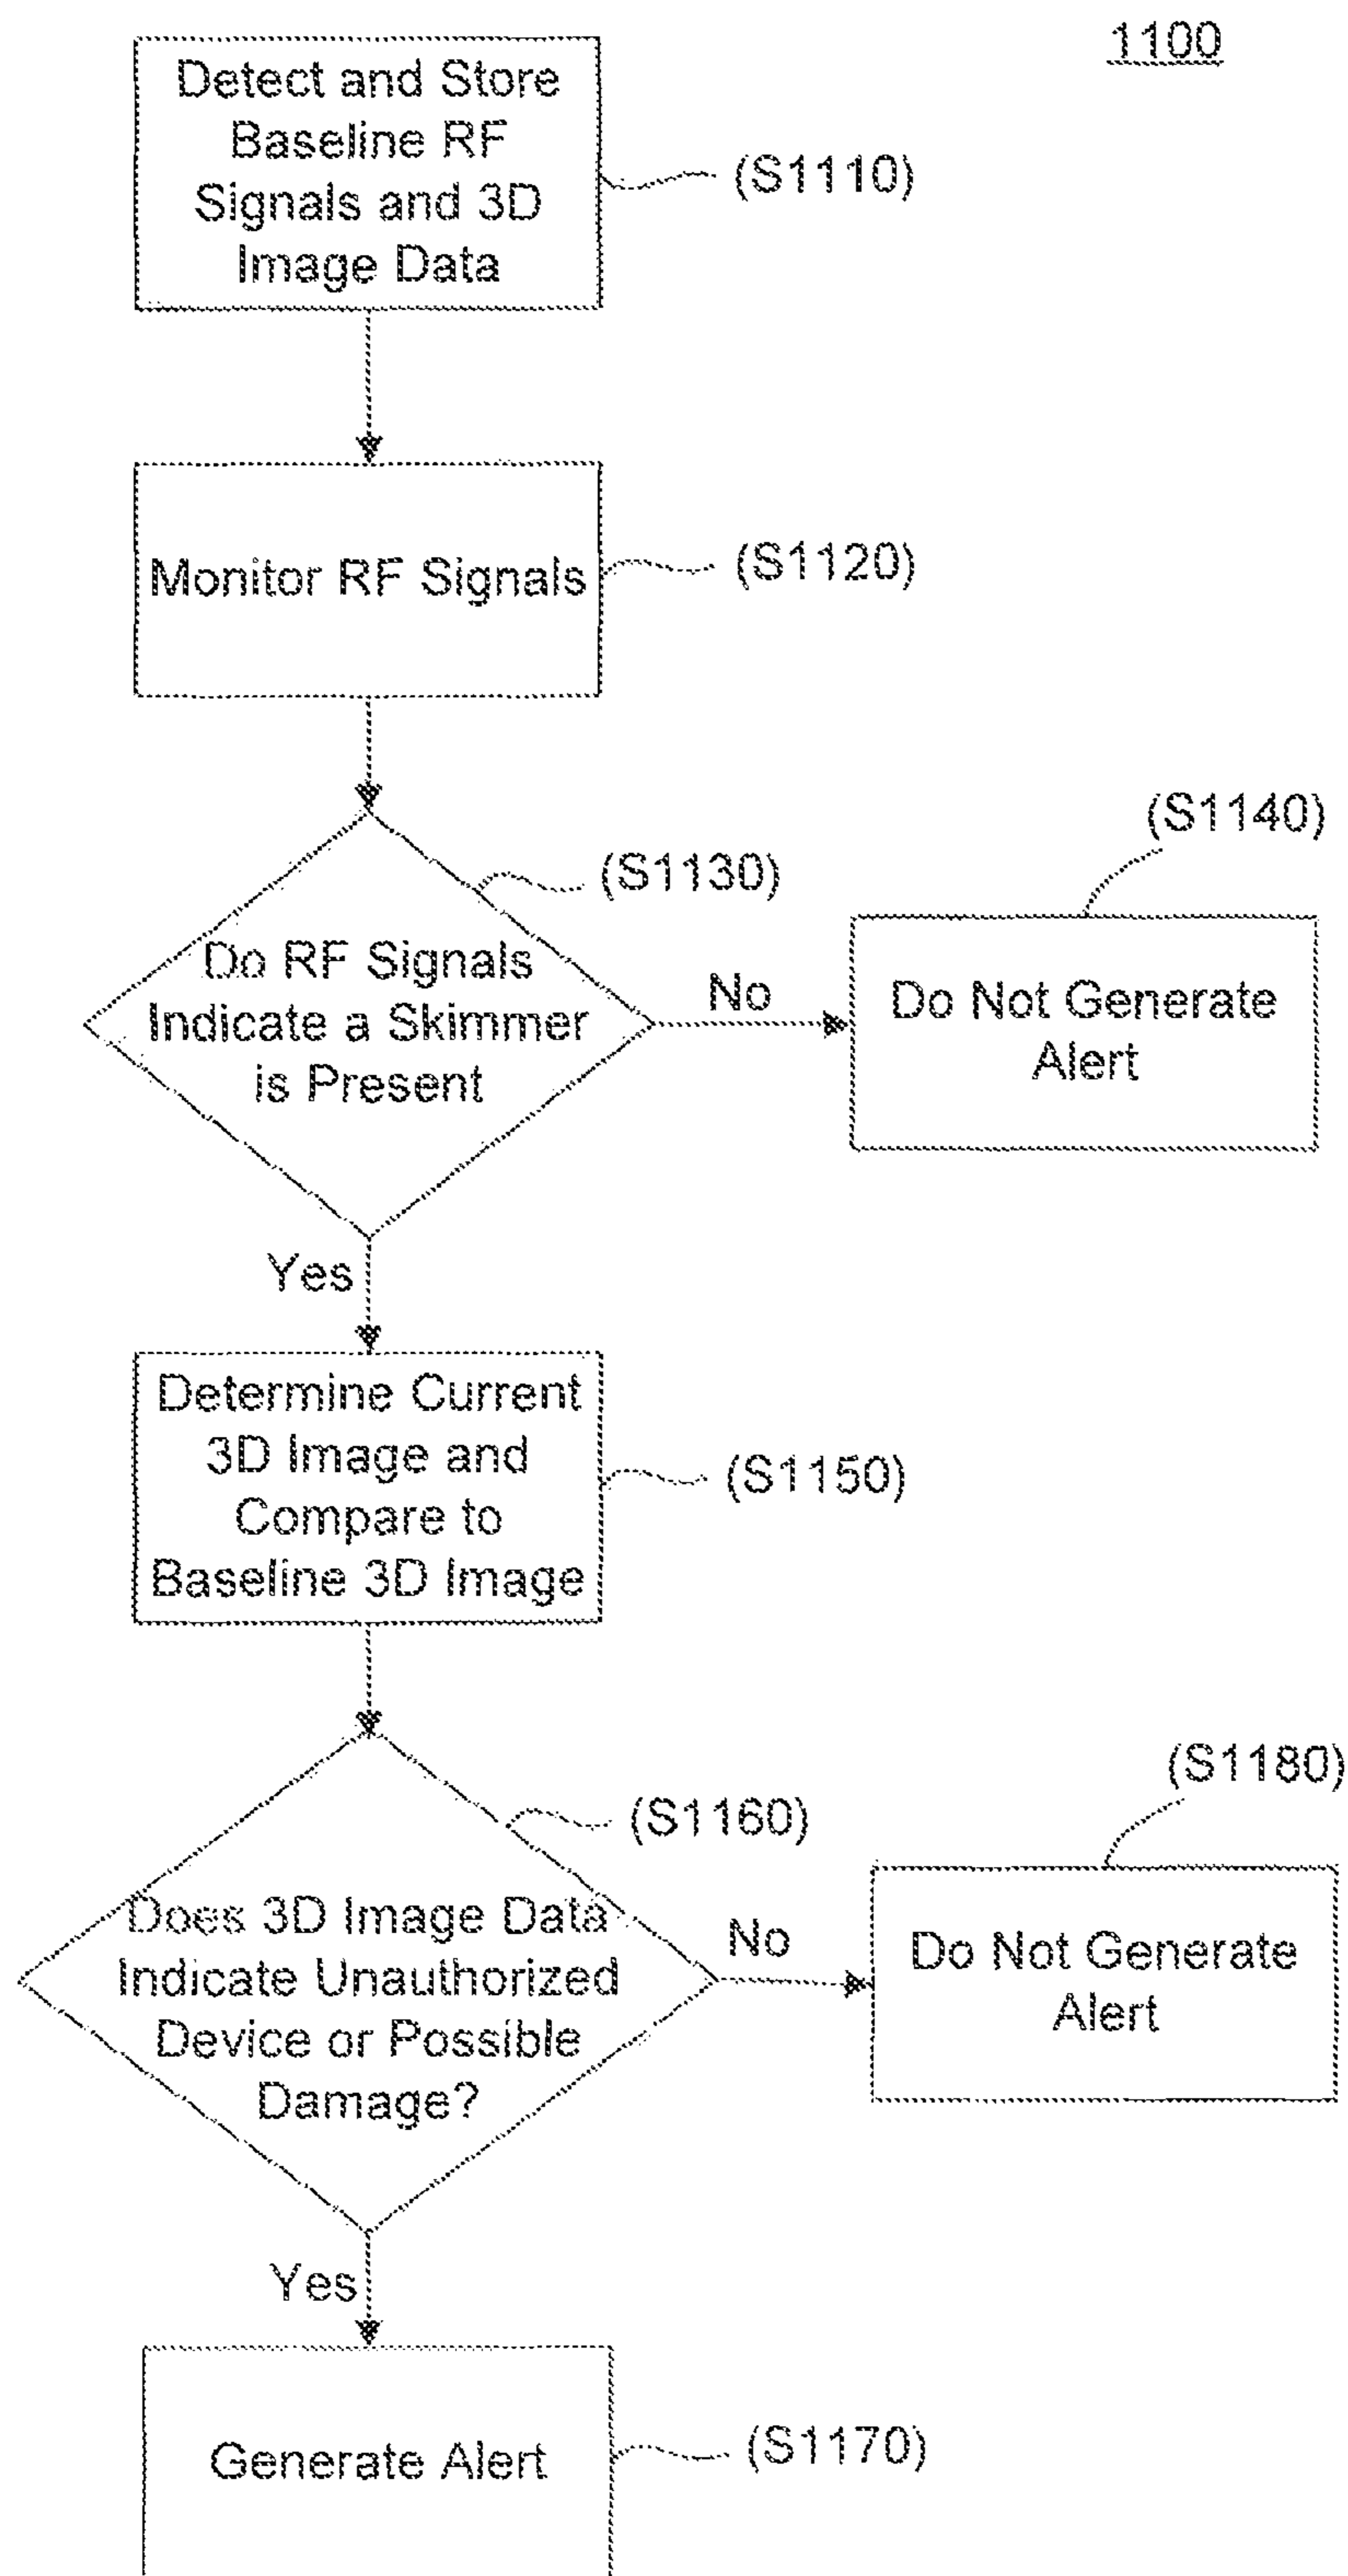 1100
Detect and Store
Baseline RF
Signals and 3D
Image Data
(S1110)
Monitor RF Signals
(S1120)
(S1130)
Do RF Signals
Indicate a Skimmer
is Present
No
(S1140)
Do Not Generate
Alert
Yes
Determine Current
3D Image and
Compare to
Baseline 3D Image
(S1150)
(S1160)
Does 3D Image Data
Indicate Unauthorized
Device or Possible
Damage?
No
(S1180)
Do Not Generate
Alert
Yes
Generate Alert
(S1170)